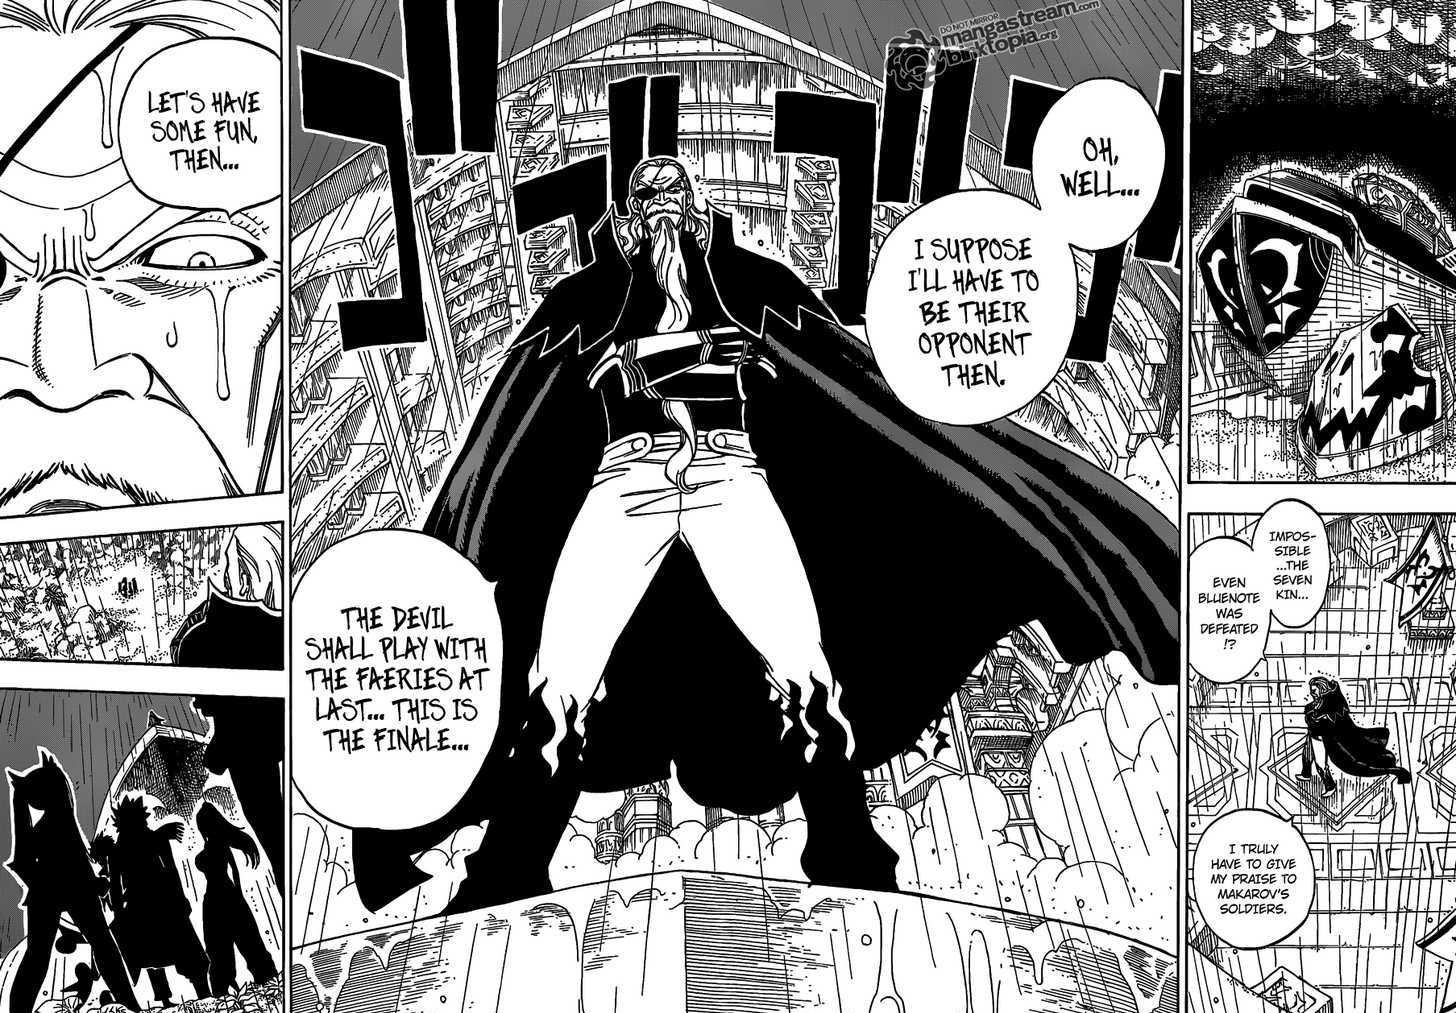 DO NOT MIRROR
mangastream.com
binktopia.org
IMPOS-
SIBLE
...THE
SEVEN
KIN...
EVEN
BLUENOTE
WAS
DEFEATED
!?
I TRULY
HAVE TO GIVE
MY PRAISE TO
MAKAROV'S
SOLDIERS.
OH,
WELL...
I SUPPOSE
I'LL HAVE TO
BE THEIR
OPPONENT
THEN.
THE DEVIL
SHALL PLAY WITH
THE FAERIES AT
LAST... THIS IS
THE FINALE...
LET'S HAVE
SOME FUN,
THEN...